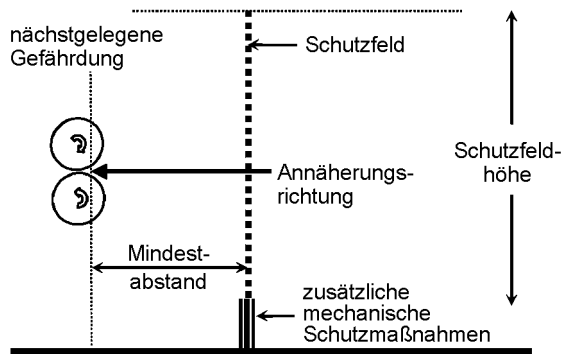 nächstgelegene
Gefährdung
Schutzfeld
Annäherungs-
richtung
Schutzfeld-
höhe
Mindest-
abstand
zusätzliche
mechanische
Schutzmaßnahmen